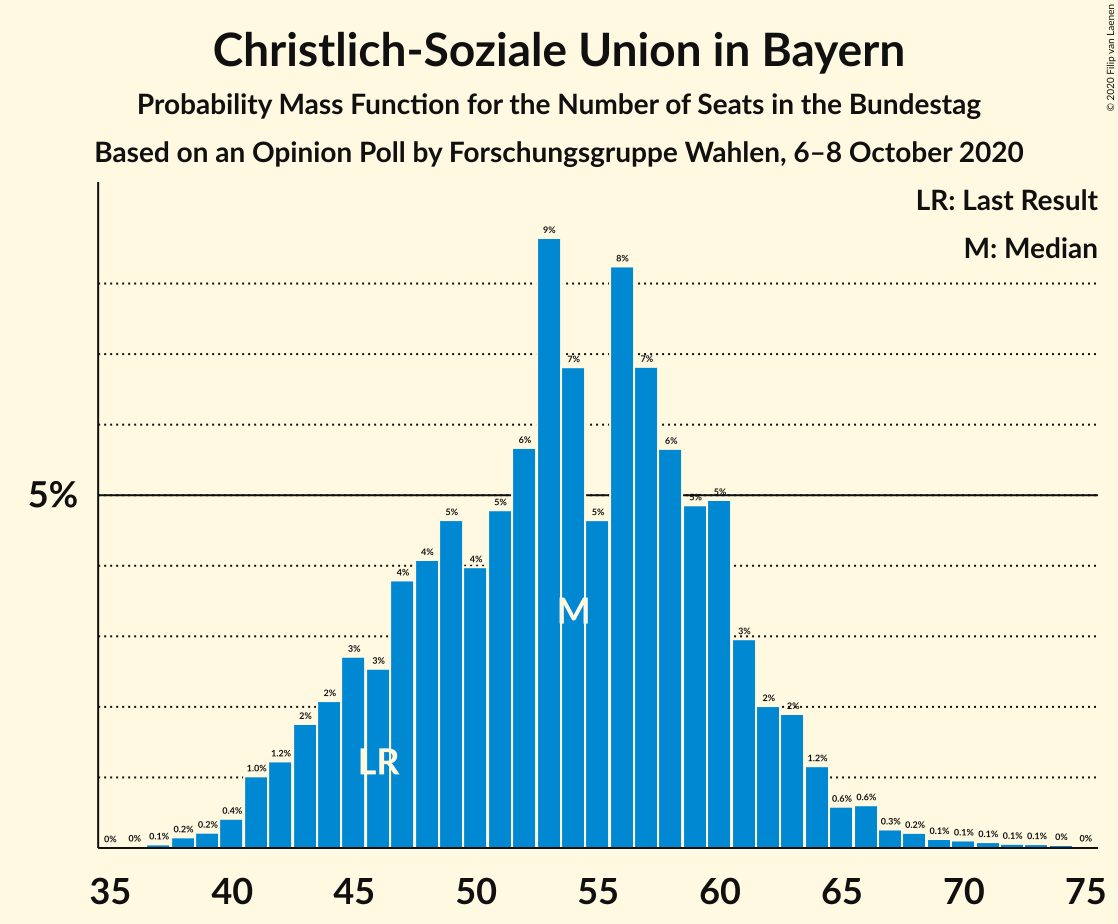 Christlich-Soziale Union in Bayern
Probability Mass Function for the Number of Seats in the Bundestag
Based on an Opinion Poll by Forschungsgruppe Wahlen, 6–8 October 2020
© 2020 Filip van Laenen
LR: Last Result
M: Median
5%
0% 0% 0.1% 0.2% 0.2% 0.4% 1.0% 1.2% 2% 2% 3% 3% 4% 4% 5% 4% 5% 6% 9% 7% 5% 8% 7% 6% 5% 5% 3% 2% 2% 1.2% 0.6% 0.6% 0.3% 0.2% 0.1% 0.1% 0.1% 0.1% 0.1% 0% 0%
M
LR
35 40 45 50 55 60 65 70 75